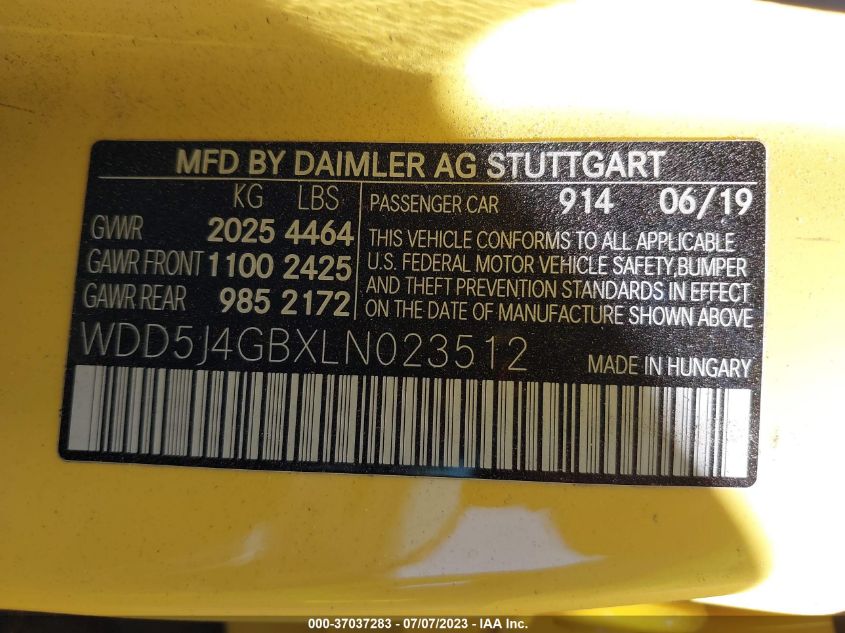 MFD BY DAIMLER AG STUTTGART
KG LBS
GVWR 2025 4464
GAWR FRONT 1100 2425
GAWR REAR 985 2172
PASSENGER CAR 914 06/19
THIS VEHICLE CONFORMS TO ALL APPLICABLE
U.S. FEDERAL MOTOR VEHICLE SAFETY,BUMPER
AND THEFT PREVENTION STANDARDS IN EFFECT
ON THE DATE OF MANUFACTURE SHOWN ABOVE
WDD5J4GBXLN023512
MADE IN HUNGARY
000-37037283 - 07/07/2023 - Copyright © 2023 IAA, Inc.